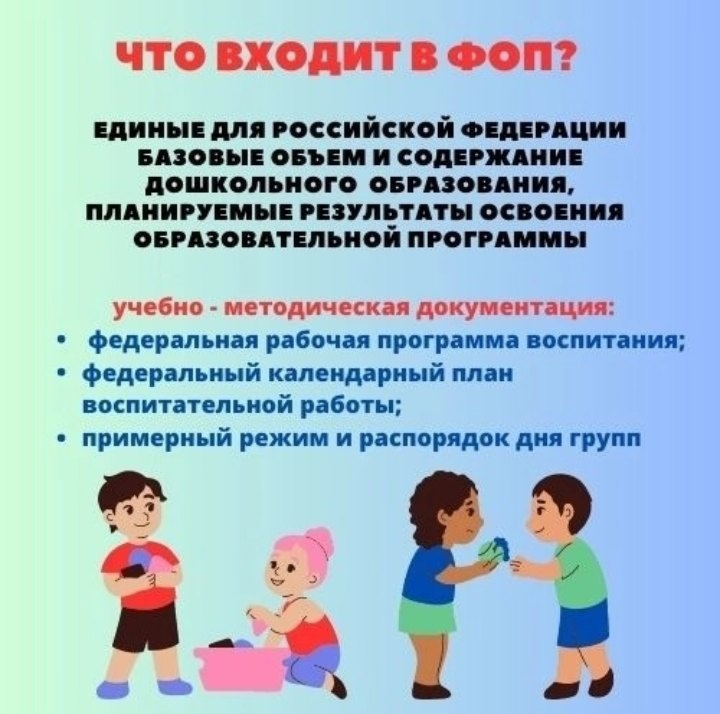 ЧТО ВХОДИТ В ФОП?
ЕДИНЫЕ ДЛЯ РОССИЙСКОЙ ФЕДЕРАЦИИ
БАЗОВЫЕ ОБЪЕМ И СОДЕРЖАНИЕ
ДОШКОЛЬНОГО ОБРАЗОВАНИЯ,
ПЛАНИРУЕМЫЕ РЕЗУЛЬТАТЫ ОСВОЕНИЯ
ОБРАЗОВАТЕЛЬНОЙ ПРОГРАММЫ
учебно - методическая документация:
• федеральная рабочая программа воспитания;
• федеральный календарный план
воспитательной работы;
• примерный режим и распорядок дня групп